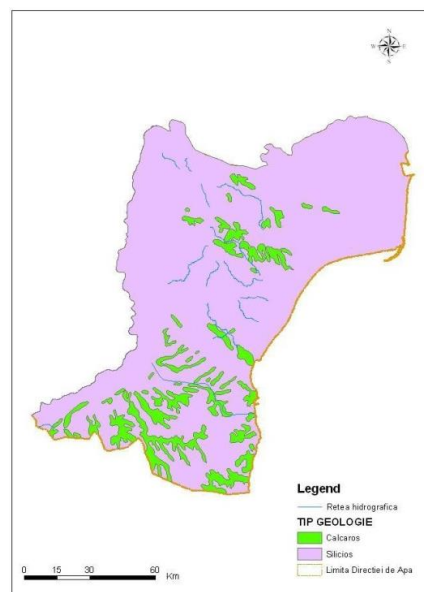 N
W E
S
Legend
Retea hidrografica
TIP GEOLOGIE
Calcaros
Silicios
Limita Directiei de Apa
0 15 30 60
Km